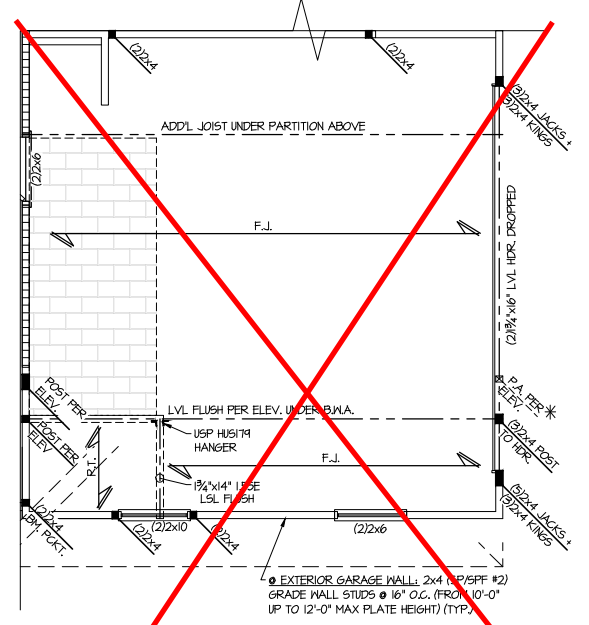 (2)2x4
(2)2x4
(3)2x4 JACKS +
(3)2x4 KINGS
ADD'L JOIST UNDER PARTITION ABOVE
(2)2x6
F.J.
(2)1¾"x16" LVL HDR. DROPPED
POST PER
ELEV.
P.A. PER
ELEV.
LVL FLUSH PER ELEV. UNDER B.W.A.
POST PER
ELEV
USP HUS179
HANGER
(3)2x4 POST
TO HDR.
R.T.
F.J.
1¾"x14"
LSL FLUSH
(2)2x4
BM. PCKT.
(2)2x10
(2)2x4
(2)2x4
(2)2x6
(5)2x4 JACKS +
(3)2x4 KINGS
@ EXTERIOR GARAGE WALL: 2x4 (SP/SPF #2)
GRADE WALL STUDS @ 16" O.C. (FROM 10'-0"
UP TO 12'-0" MAX PLATE HEIGHT) (TYP.)